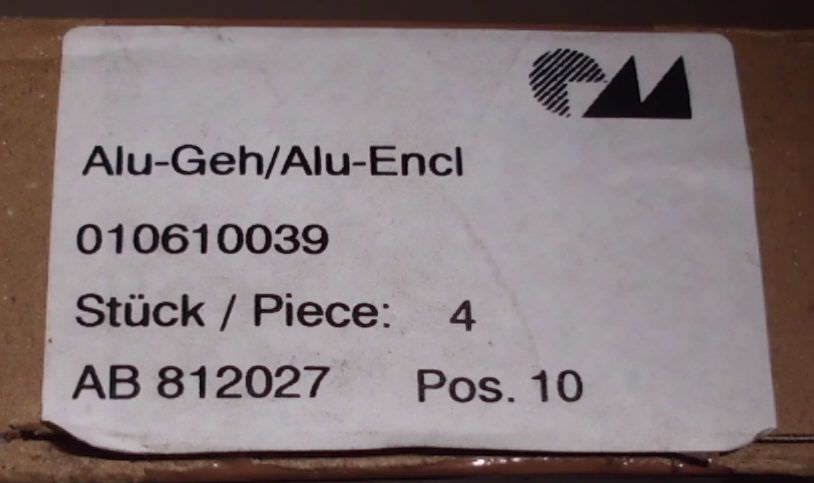 Alu-Geh/Alu-Encl
010610039
Stück / Piece: 4
AB 812027 Pos. 10